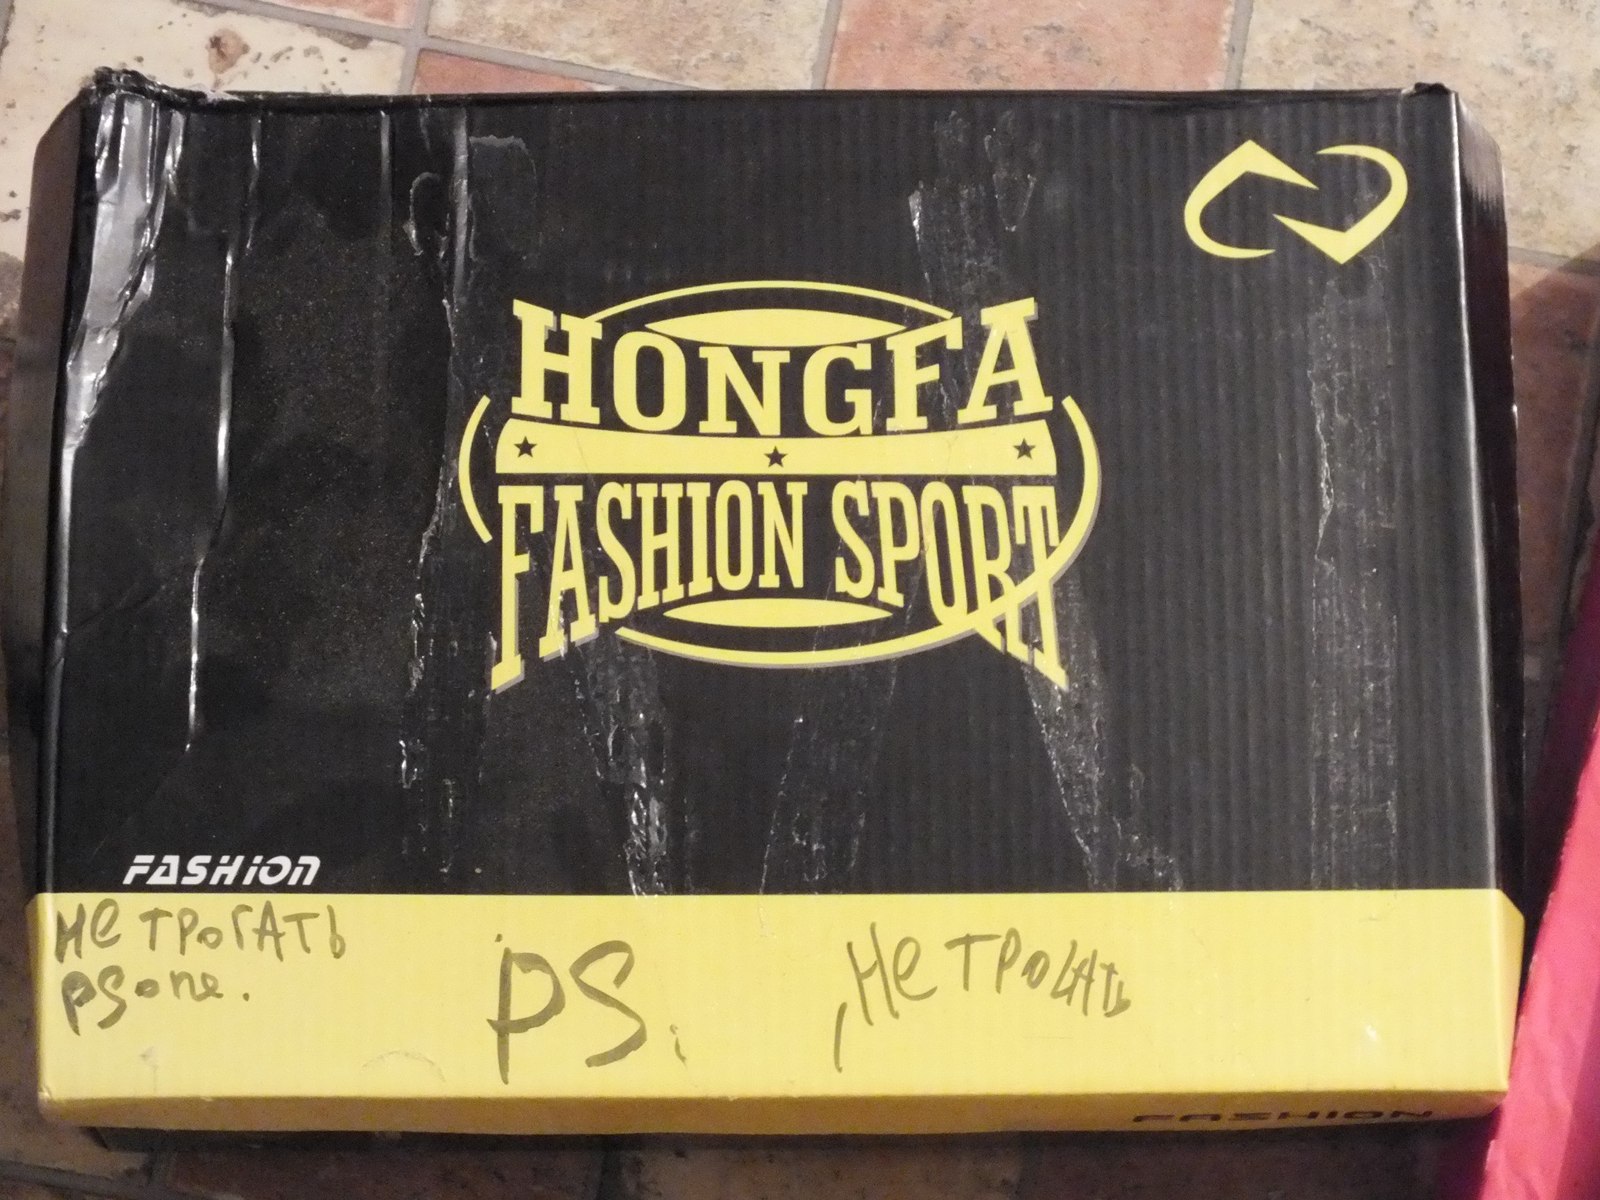 HONGFA
FASHION SPORT
FASHION
не трогать
PSone.
PS.
не трогать
FASHION